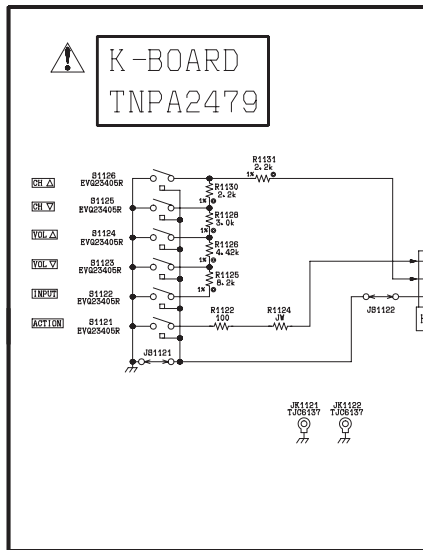 K-BOARD
TNPA2479
R1131
2.2k
1%
S1126
EVQ23405R
CH △
R1130
2.2k
1%
S1125
EVQ23405R
CH ▽
R1128
3.0k
1%
S1124
EVQ23405R
VOL △
R1126
4.42k
1%
S1123
EVQ23405R
VOL ▽
R1125
8.2k
1%
INPUT
S1122
EVQ23405R
ACTION
S1121
EVQ23405R
R1122
100
R1124
JW
JS1122
JS1121
JK1121
TJC6137
JK1122
TJC6137